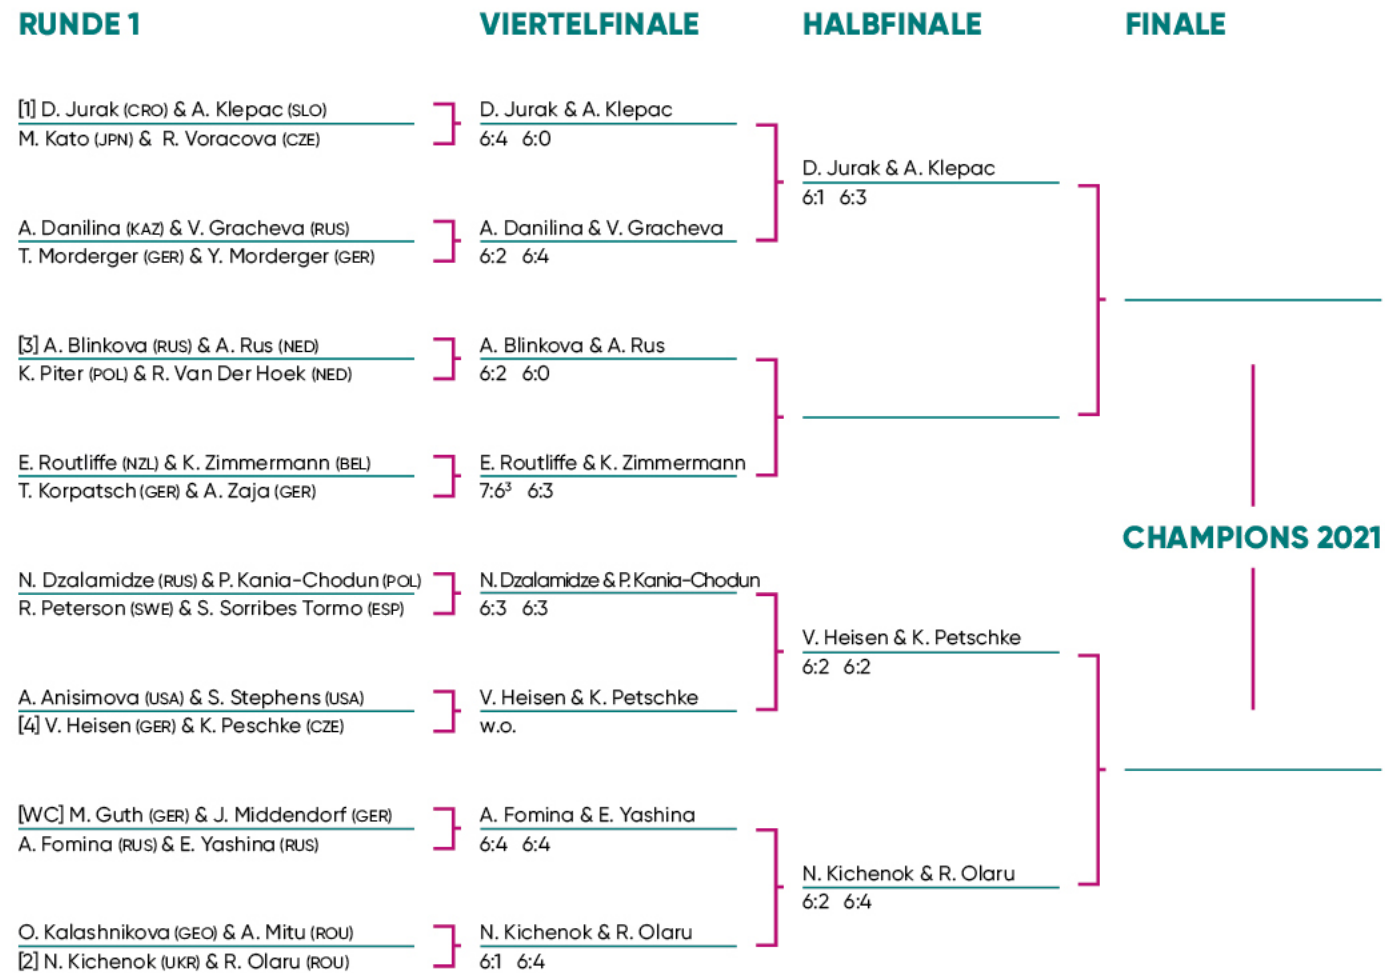 RUNDE 1
VIERTELFINALE
HALBFINALE
FINALE
[1] D. Jurak (CRO) & A. Klepac (SLO)
M. Kato (JPN) & R. Voracova (CZE)
A. Danilina (KAZ) & V. Gracheva (RUS)
T. Morderger (GER) & Y. Morderger (GER)
[3] A. Blinkova (RUS) & A. Rus (NED)
K. Piter (POL) & R. Van Der Hoek (NED)
E. Routliffe (NZL) & K. Zimmermann (BEL)
T. Korpatsch (GER) & A. Zaja (GER)
N. Dzalamidze (RUS) & P. Kania-Chodun (POL)
R. Peterson (SWE) & S. Sorribes Tormo (ESP)
A. Anisimova (USA) & S. Stephens (USA)
[4] V. Heisen (GER) & K. Peschke (CZE)
[WC] M. Guth (GER) & J. Middendorf (GER)
A. Fomina (RUS) & E. Yashina (RUS)
O. Kalashnikova (GEO) & A. Mitu (ROU)
[2] N. Kichenok (UKR) & R. Olaru (ROU)
D. Jurak & A. Klepac
6:4 6:0
A. Danilina & V. Gracheva
6:2 6:4
A. Blinkova & A. Rus
6:2 6:0
E. Routliffe & K. Zimmermann
7:6³ 6:3
N. Dzalamidze & P. Kania-Chodun
6:3 6:3
V. Heisen & K. Petschke
w.o.
A. Fomina & E. Yashina
6:4 6:4
N. Kichenok & R. Olaru
6:1 6:4
D. Jurak & A. Klepac
6:1 6:3
V. Heisen & K. Petschke
6:2 6:2
N. Kichenok & R. Olaru
6:2 6:4
CHAMPIONS 2021